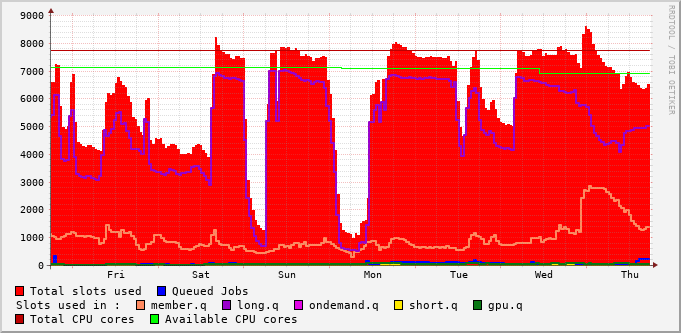 9000
8000
7000
6000
5000
4000
3000
2000
1000
0
Fri Sat Sun Mon Tue Wed Thu
RRDTOOL / TOBI OETIKER
Total slots used Queued Jobs
Slots used in : member.q long.q ondemand.q short.q gpu.q
Total CPU cores Available CPU cores